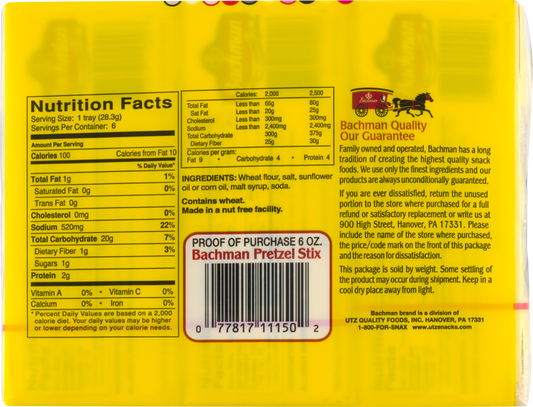 Nutrition Facts
Serving Size: 1 tray (28.3g)
Servings Per Container: 6
Amount Per Serving
Calories 100 Calories from Fat 10
% Daily Value*
Total Fat 1g 1%
Saturated Fat 0g 0%
Trans Fat 0g
Cholesterol 0mg 0%
Sodium 520mg 22%
Total Carbohydrate 20g 7%
Dietary Fiber 1g 3%
Sugars 1g
Protein 2g
Vitamin A 0% • Vitamin C 0%
Calcium 0% • Iron 0%
* Percent Daily Values are based on a 2,000
calorie diet. Your daily values may be higher
or lower depending on your calorie needs.
Calories: 2,000 2,500
Total Fat Less than 65g 80g
Sat Fat Less than 20g 25g
Cholesterol Less than 300mg 300mg
Sodium Less than 2,400mg 2,400mg
Total Carbohydrate 300g 375g
Dietary Fiber 25g 30g
Calories per gram:
Fat 9 • Carbohydrate 4 • Protein 4
INGREDIENTS: Wheat flour, salt, sunflower
oil or corn oil, malt syrup, soda.
Contains wheat.
Made in a nut free facility.
PROOF OF PURCHASE 6 OZ.
Bachman Pretzel Stix
0 77817 11150 2
Bachman
Bachman Quality
Our Guarantee
Family owned and operated, Bachman has a long
tradition of creating the highest quality snack
foods. We use only the finest ingredients and our
products are always unconditionally guaranteed.
If you are ever dissatisfied, return the unused
portion to the store where purchased for a full
refund or satisfactory replacement or write us at
900 High Street, Hanover, PA 17331. Please
include the name of the store where purchased,
the price/code mark on the front of this package
and the reason for dissatisfaction.
This package is sold by weight. Some settling of
the product may occur during shipment. Keep in a
cool dry place away from light.
Bachman brand is a division of
UTZ QUALITY FOODS, INC. HANOVER, PA 17331
1-800-FOR-SNAX www.utzsnacks.com